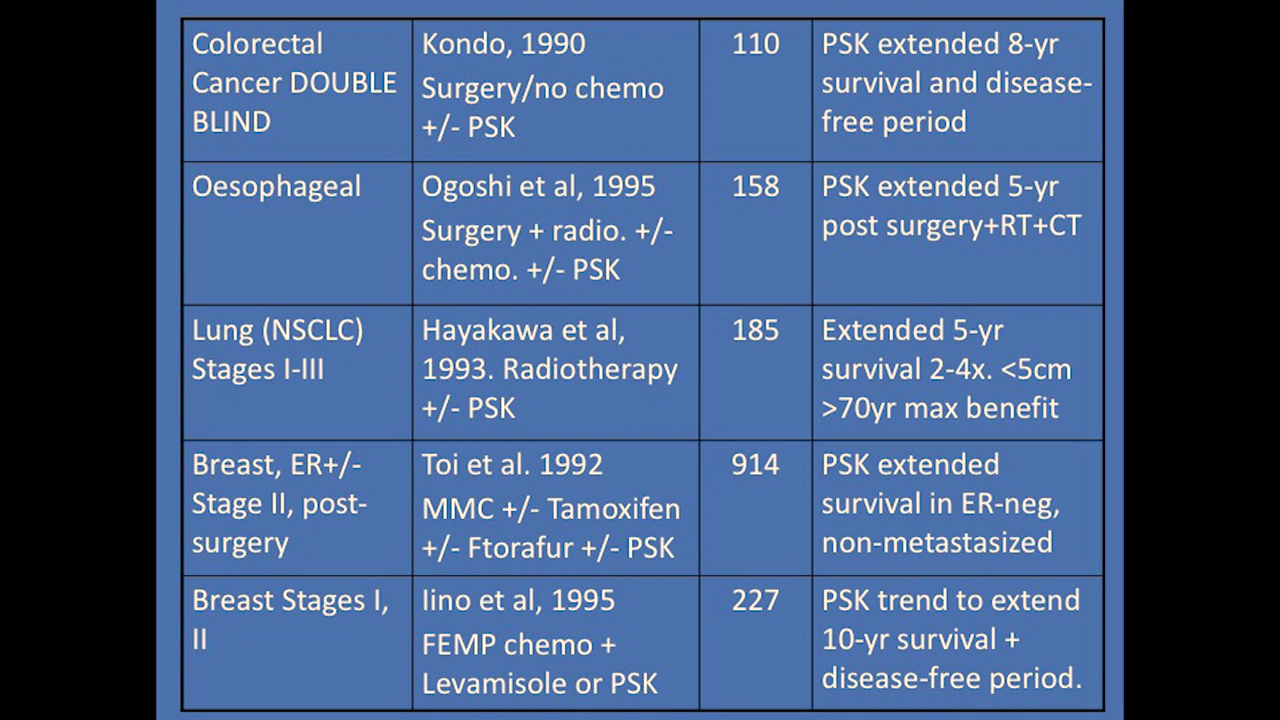 Colorectal
Cancer DOUBLE
BLIND
Kondo, 1990
Surgery/no chemo
+/- PSK
110
PSK extended 8-yr
survival and disease-
free period
Oesophageal
Ogoshi et al, 1995
Surgery + radio. +/-
chemo. +/- PSK
158
PSK extended 5-yr
post surgery+RT+CT
Lung (NSCLC)
Stages I-III
Hayakawa et al,
1993. Radiotherapy
+/- PSK
185
Extended 5-yr
survival 2-4x. <5cm
>70yr max benefit
Breast, ER+/-
Stage II, post-
surgery
Toi et al. 1992
MMC +/- Tamoxifen
+/- Ftorafur +/- PSK
914
PSK extended
survival in ER-neg,
non-metastasized
Breast Stages I,
II
Iino et al, 1995
FEMP chemo +
Levamisole or PSK
227
PSK trend to extend
10-yr survival +
disease-free period.